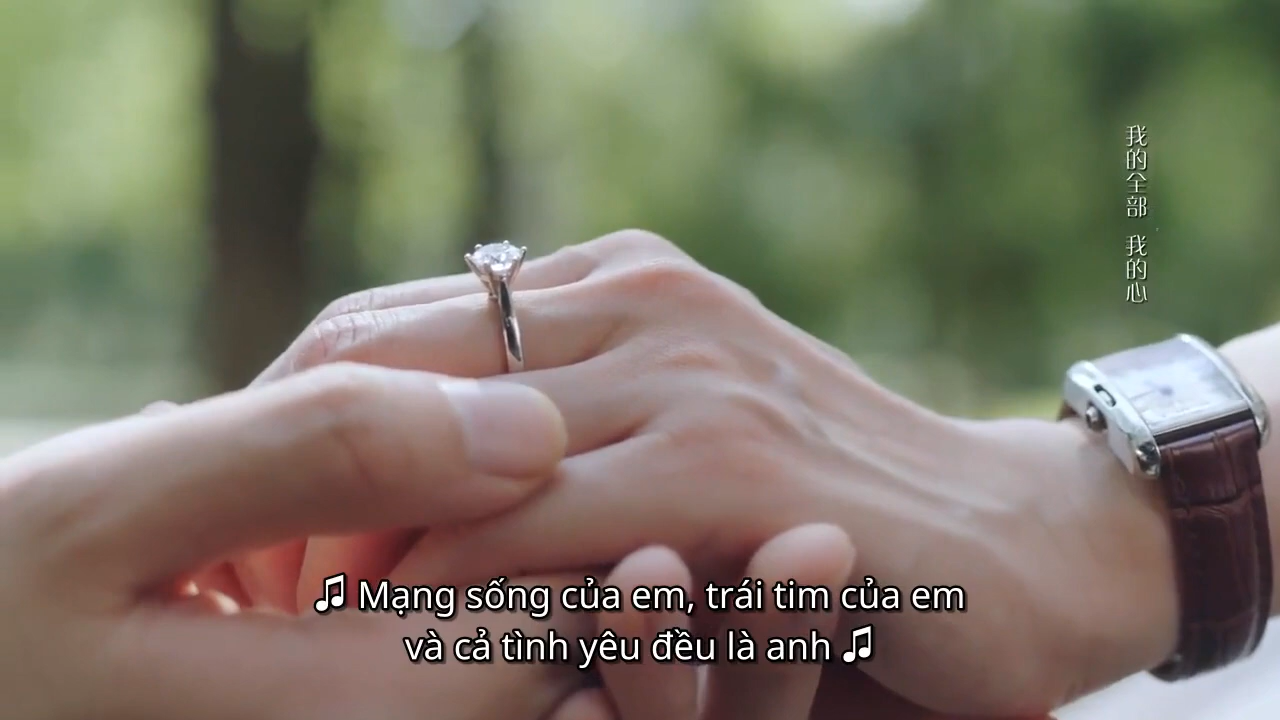 我的全部 我的心
♫ Mạng sống của em, trái tim của em
và cả tình yêu đều là anh ♫